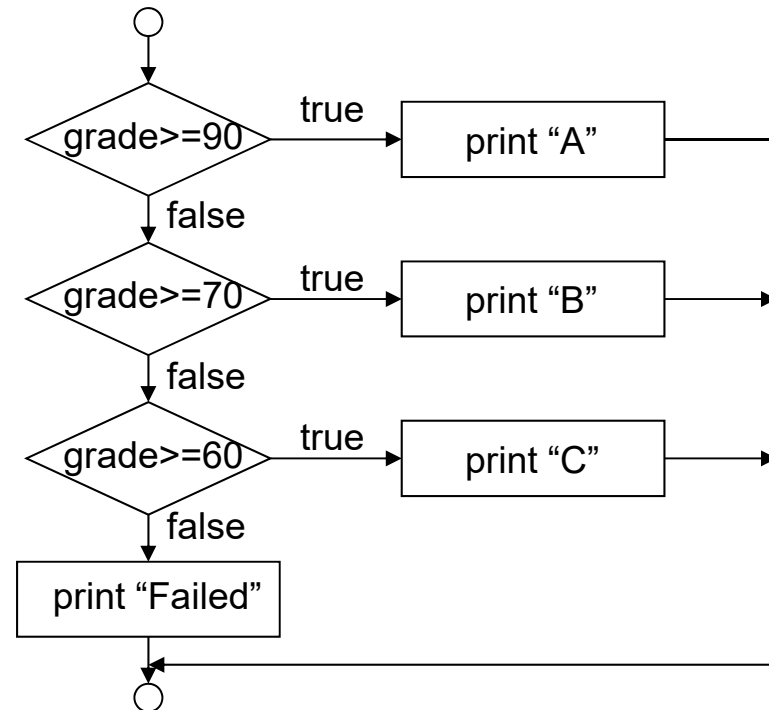 grade>=90
true
print “A”
false
grade>=70
true
print “B”
false
grade>=60
true
print “C”
false
print “Failed”